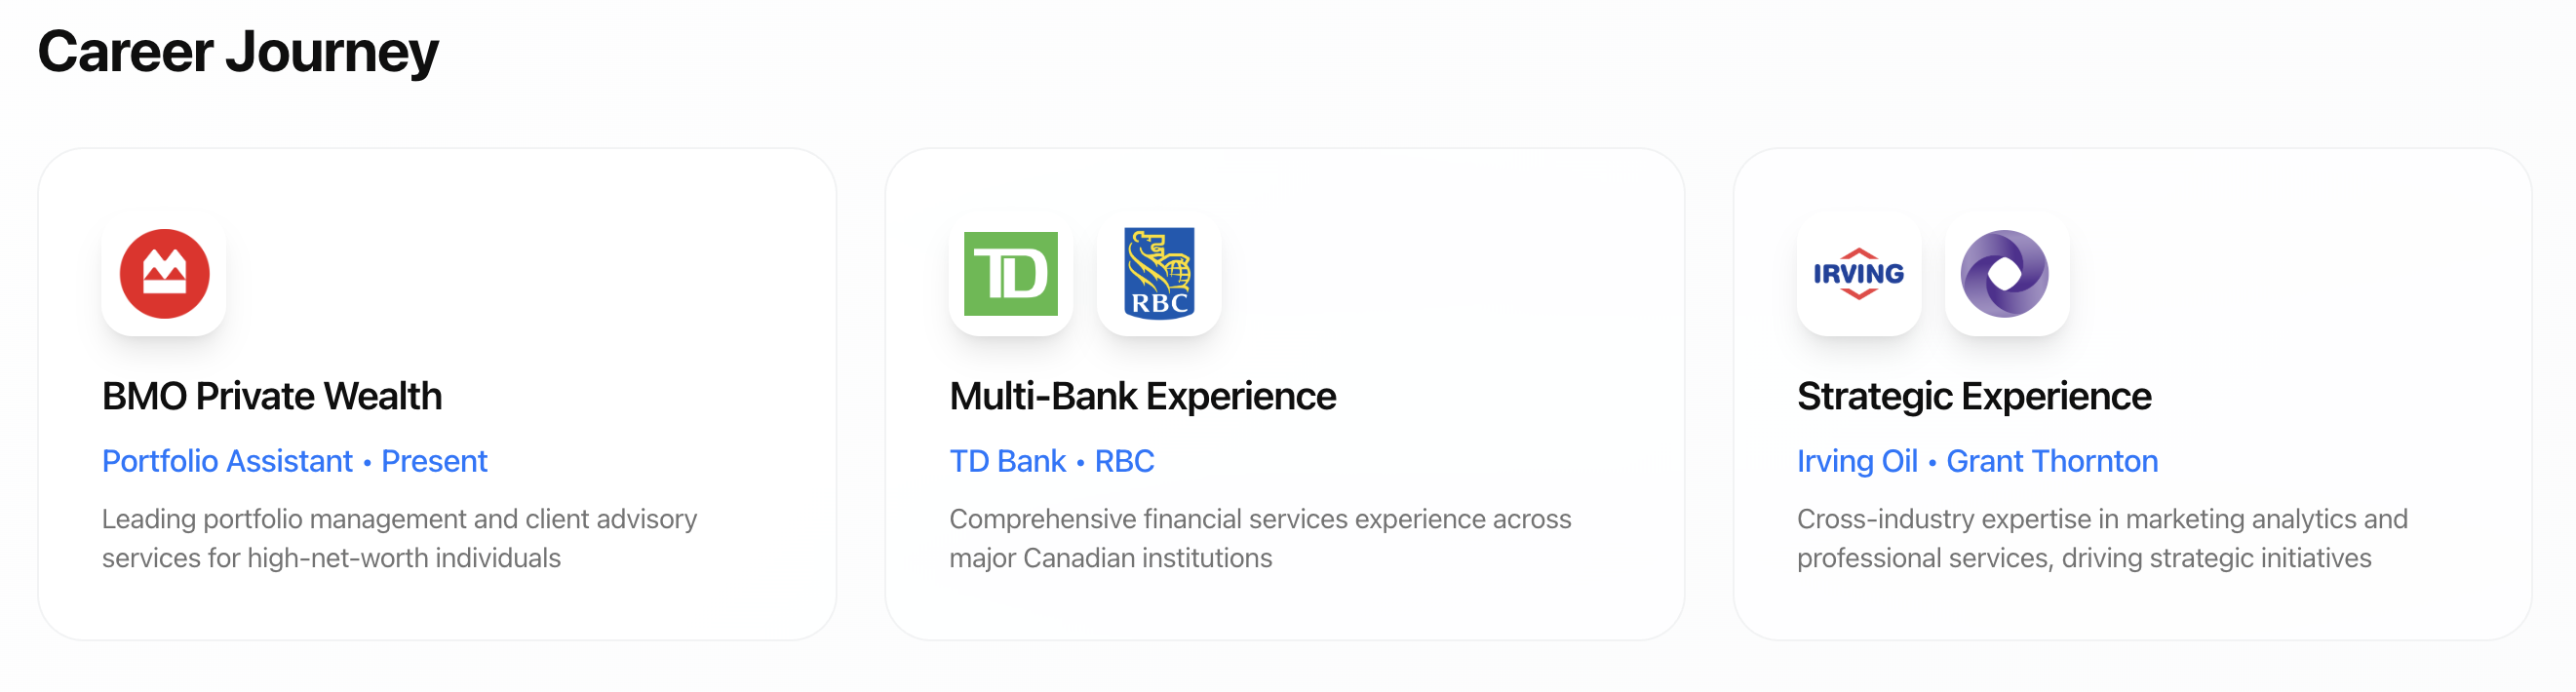 Career Journey
TD
RBC
IRVING
BMO Private Wealth
Portfolio Assistant • Present
Leading portfolio management and client advisory
services for high-net-worth individuals
Multi-Bank Experience
TD Bank • RBC
Comprehensive financial services experience across
major Canadian institutions
Strategic Experience
Irving Oil • Grant Thornton
Cross-industry expertise in marketing analytics and
professional services, driving strategic initiatives